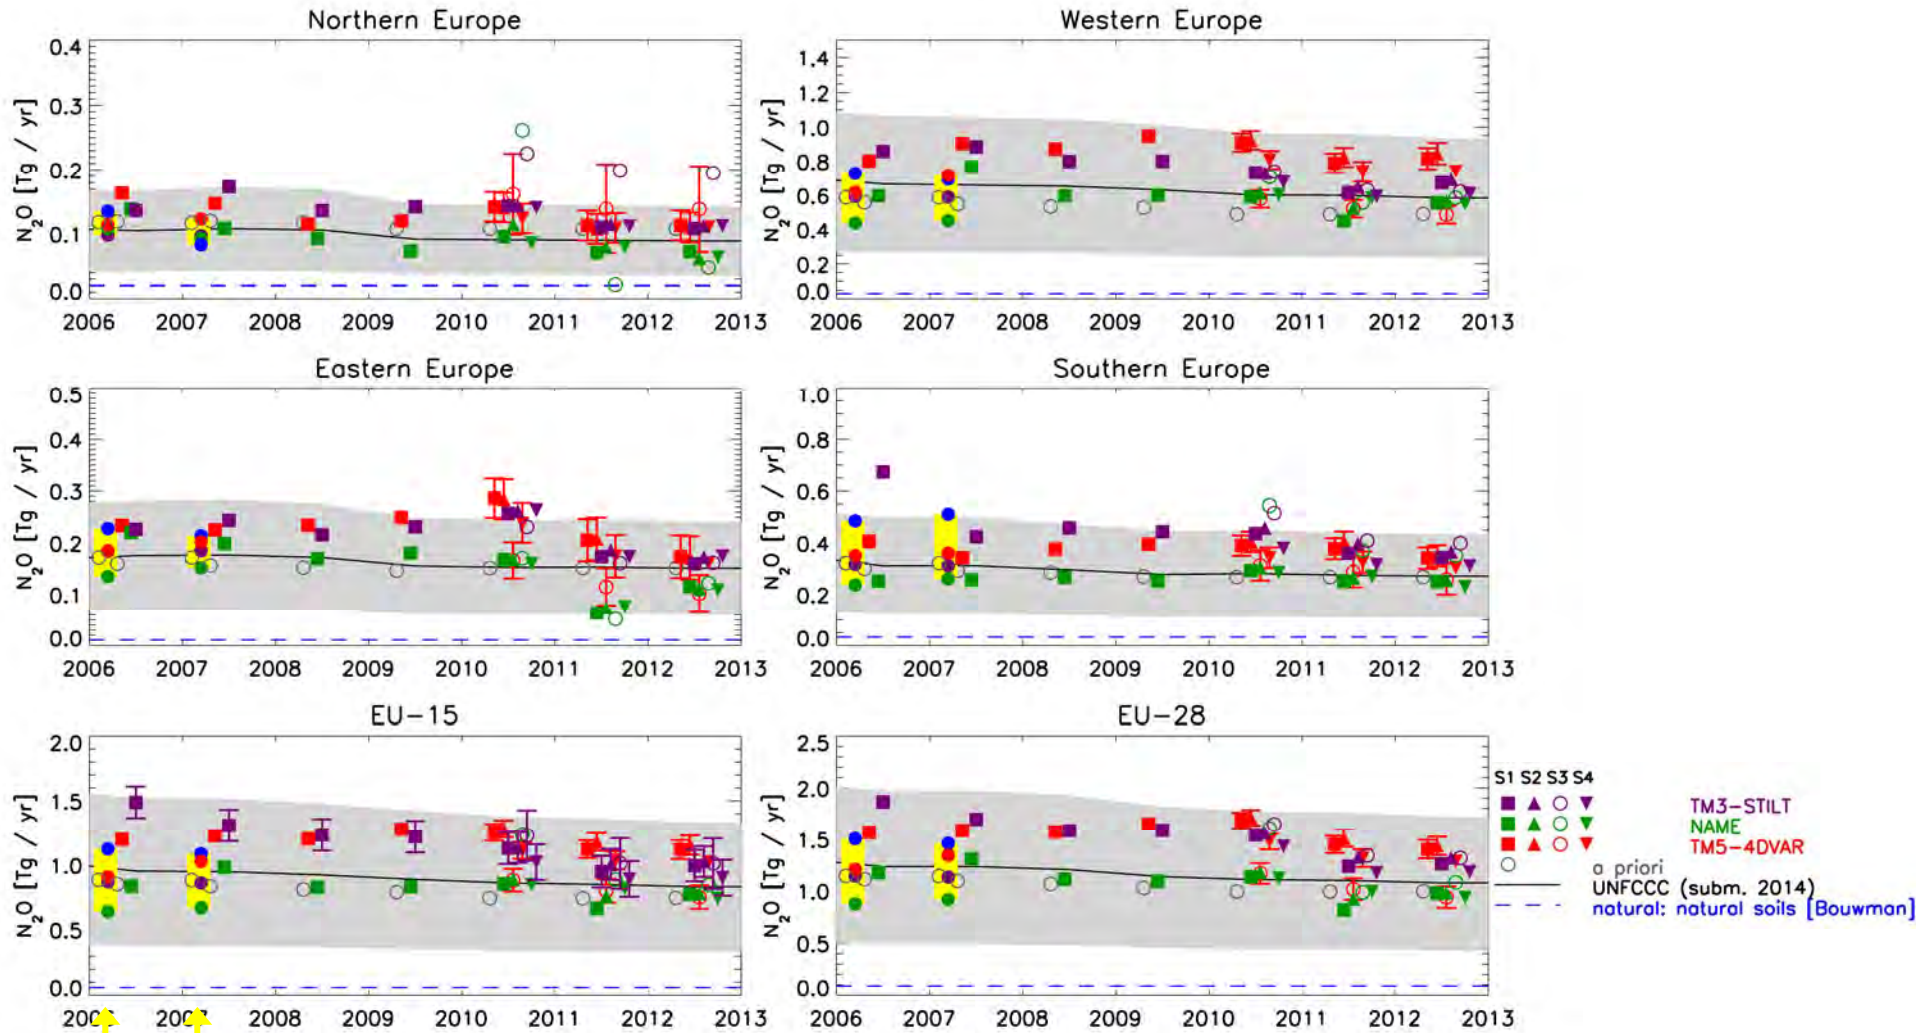 Northern Europe
N₂O [Tg / yr]
0.4
0.3
0.2
0.1
0.0
2006 2007 2008 2009 2010 2011 2012 2013
Western Europe
N₂O [Tg / yr]
1.4
1.2
1.0
0.8
0.6
0.4
0.2
0.0
2006 2007 2008 2009 2010 2011 2012 2013
Eastern Europe
N₂O [Tg / yr]
0.5
0.4
0.3
0.2
0.1
0.0
2006 2007 2008 2009 2010 2011 2012 2013
Southern Europe
N₂O [Tg / yr]
1.0
0.8
0.6
0.4
0.2
0.0
2006 2007 2008 2009 2010 2011 2012 2013
EU-15
N₂O [Tg / yr]
2.0
1.5
1.0
0.5
0.0
2006 2007 2008 2009 2010 2011 2012 2013
EU-28
N₂O [Tg / yr]
2.5
2.0
1.5
1.0
0.5
0.0
2006 2007 2008 2009 2010 2011 2012 2013
S1 S2 S3 S4
TM3-STILT
NAME
TM5-4DVAR
a priori
UNFCCC (subm. 2014)
natural: natural soils [Bouwman]